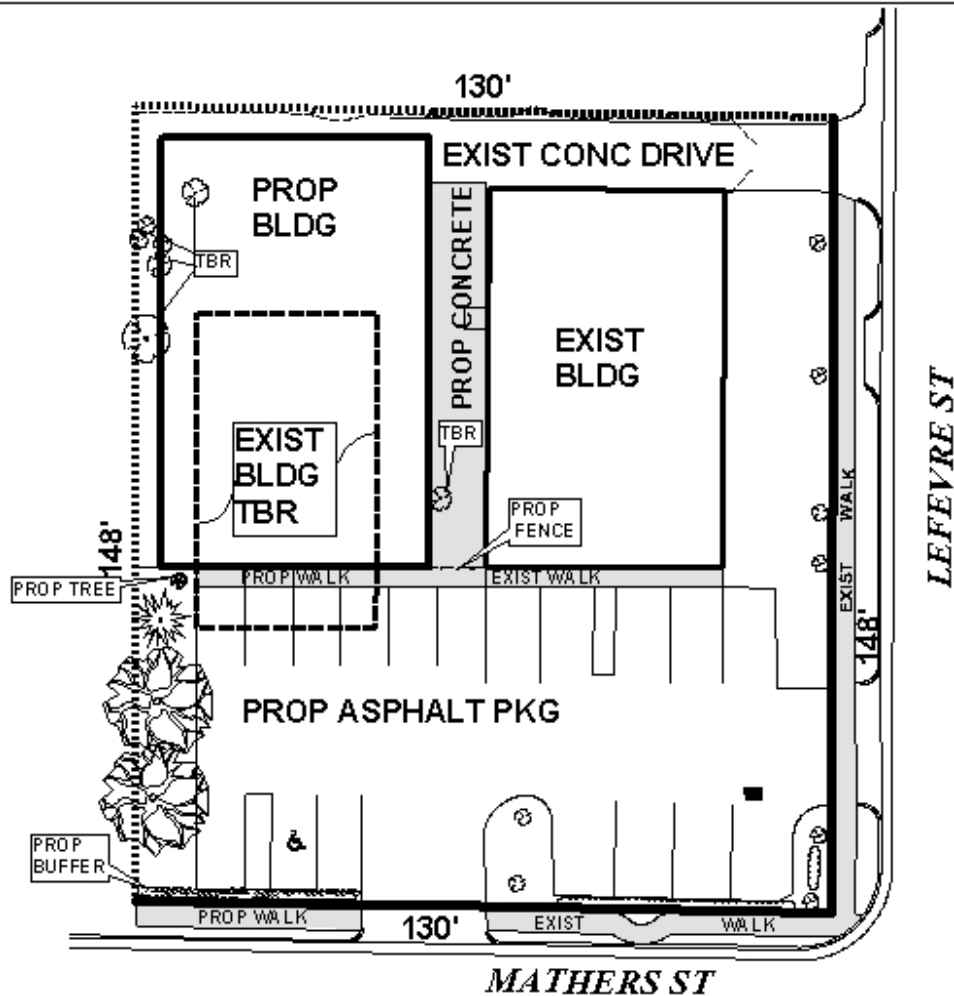 130'
EXIST CONC DRIVE
PROP
BLDG
PROP CONCRETE
TBR
EXIST
BLDG
EXIST
BLDG
TBR
TBR
PROP
FENCE
LEFEVRE ST
WALK
EXIST
148'
148'
PROP TREE
PROP WALK
EXIST WALK
PROP ASPHALT PKG
PROP
BUFFER
PROP WALK
130'
EXIST
WALK
MATHERS ST